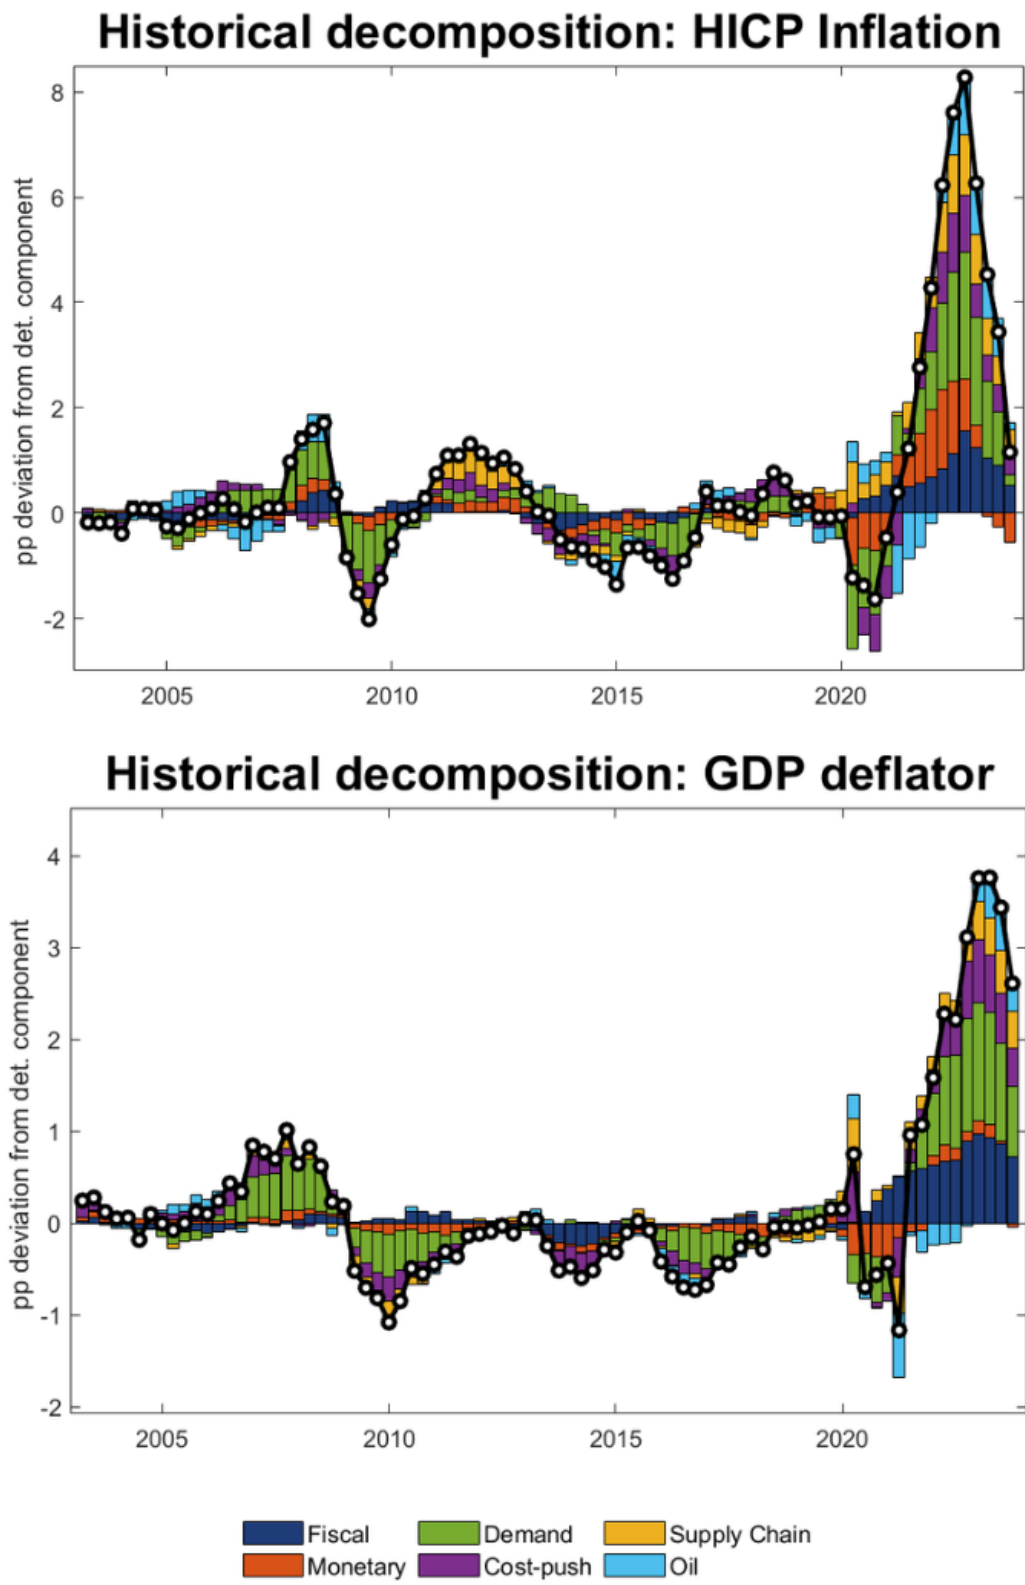 Historical decomposition: HICP Inflation
pp deviation from det. component
8
6
4
2
0
-2
2005 2010 2015 2020
Historical decomposition: GDP deflator
pp deviation from det. component
4
3
2
1
0
-1
-2
2005 2010 2015 2020
Fiscal Demand Supply Chain
Monetary Cost-push Oil